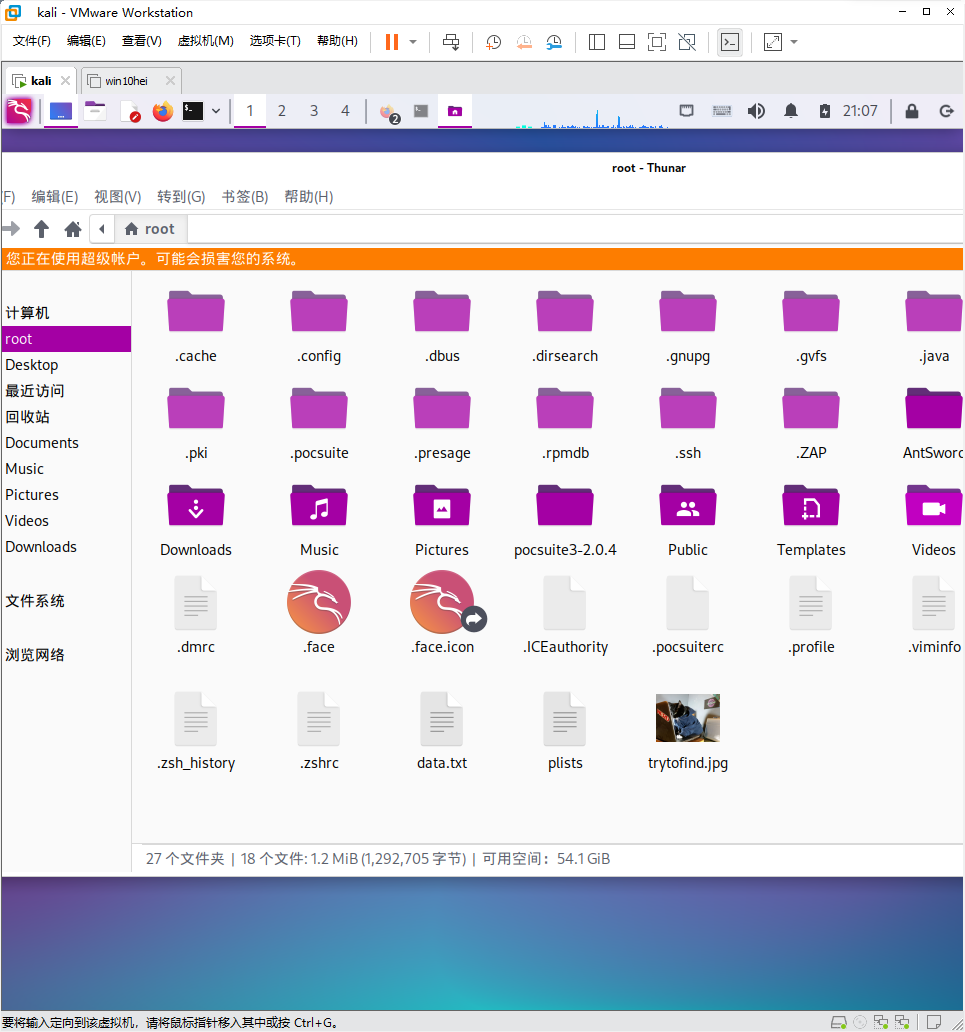 kali - VMware Workstation
文件(F) 编辑(E) 查看(V) 虚拟机(M) 选项卡(T) 帮助(H)
kali win10hei
1 2 3 4 2 21:07
root - Thunar
F) 编辑(E) 视图(V) 转到(G) 书签(B) 帮助(H)
root
您正在使用超级帐户。可能会损害您的系统。
计算机
root
Desktop
最近访问
回收站
Documents
Music
Pictures
Videos
Downloads
文件系统
浏览网络
.cache .config .dbus .dirsearch .gnupg .gvfs .java
.pki .pocsuite .presage .rpmdb .ssh .ZAP AntSword
Downloads Music Pictures pocsuite3-2.0.4 Public Templates Videos
.dmrc .face .face.icon .ICEauthority .pocsuiterc .profile .viminfo
.zsh_history .zshrc data.txt plists trytofind.jpg
27 个文件夹 | 18 个文件: 1.2 MiB (1,292,705 字节) | 可用空间: 54.1 GiB
要将输入定向到该虚拟机，请将鼠标指针移入其中或按 Ctrl+G。